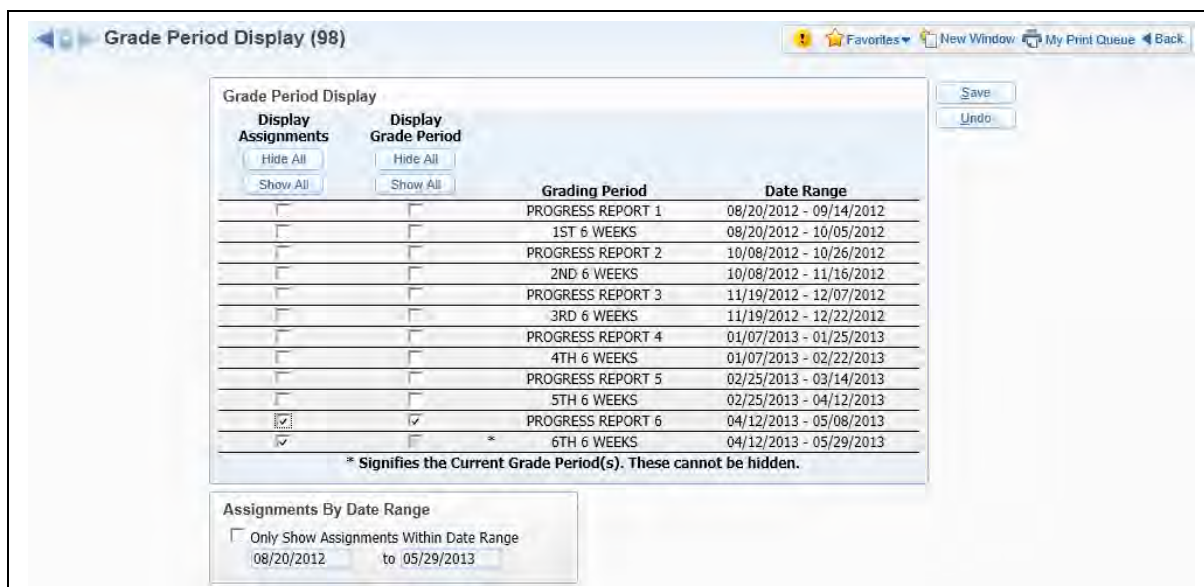 Grade Period Display (98)
Favorites New Window My Print Queue Back
Grade Period Display
Save
Undo
Display Assignments Display Grade Period
Hide All Hide All
Show All Show All Grading Period Date Range
PROGRESS REPORT 1 08/20/2012 - 09/14/2012
1ST 6 WEEKS 08/20/2012 - 10/05/2012
PROGRESS REPORT 2 10/08/2012 - 10/26/2012
2ND 6 WEEKS 10/08/2012 - 11/16/2012
PROGRESS REPORT 3 11/19/2012 - 12/07/2012
3RD 6 WEEKS 11/19/2012 - 12/22/2012
PROGRESS REPORT 4 01/07/2013 - 01/25/2013
4TH 6 WEEKS 01/07/2013 - 02/22/2013
PROGRESS REPORT 5 02/25/2013 - 03/14/2013
5TH 6 WEEKS 02/25/2013 - 04/12/2013
PROGRESS REPORT 6 04/12/2013 - 05/08/2013
* 6TH 6 WEEKS 04/12/2013 - 05/29/2013
* Signifies the Current Grade Period(s). These cannot be hidden.
Assignments By Date Range
Only Show Assignments Within Date Range
08/20/2012 to 05/29/2013